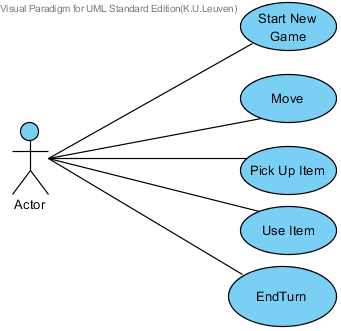 Visual Paradigm for UML Standard Edition(K.U.Leuven)
Start New
Game
Move
Pick Up Item
Actor
Use Item
EndTurn